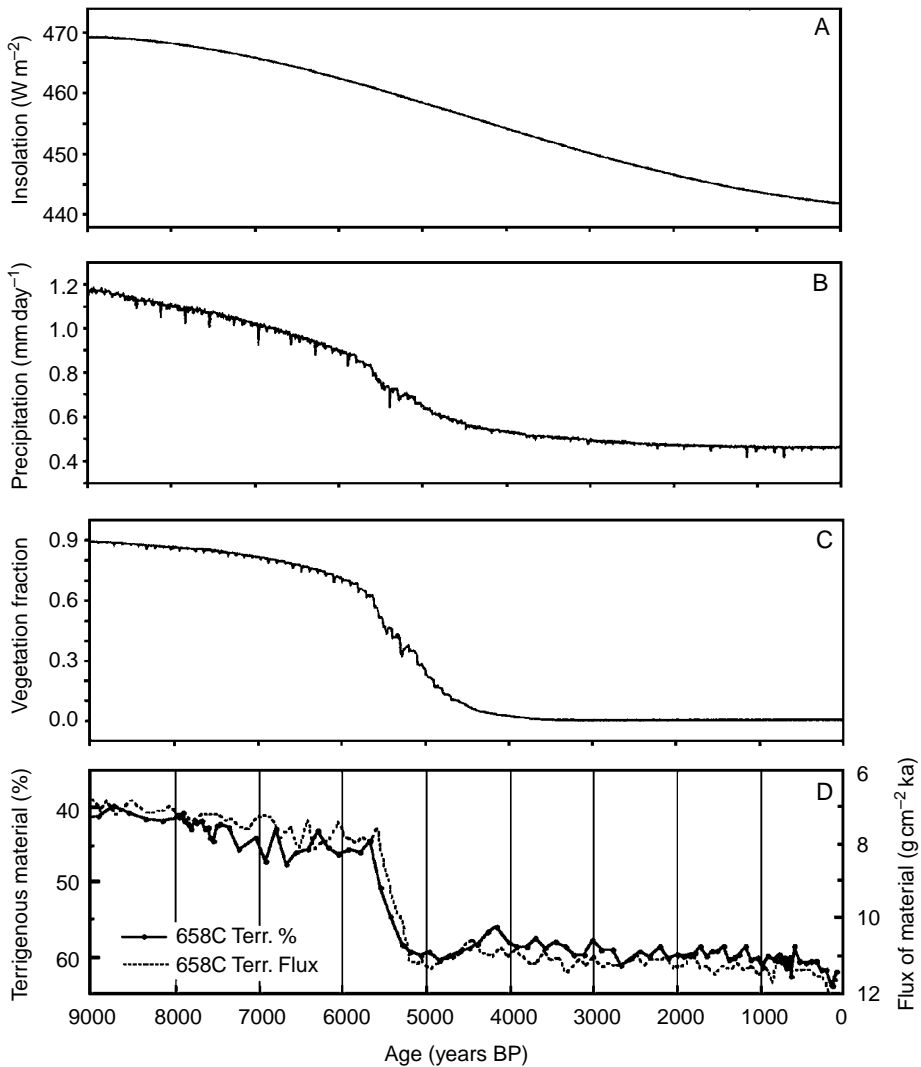 A
Insolation (W m−2)
470
460
450
440
B
Precipitation (mm day−1)
1.2
1.0
0.8
0.6
0.4
C
Vegetation fraction
0.9
0.6
0.3
0.0
D
Terrigenous material (%)
40
50
60
658C Terr. %
658C Terr. Flux
6
8
10
12
Flux of material (g cm−2 ka)
9000 8000 7000 6000 5000 4000 3000 2000 1000 0
Age (years BP)